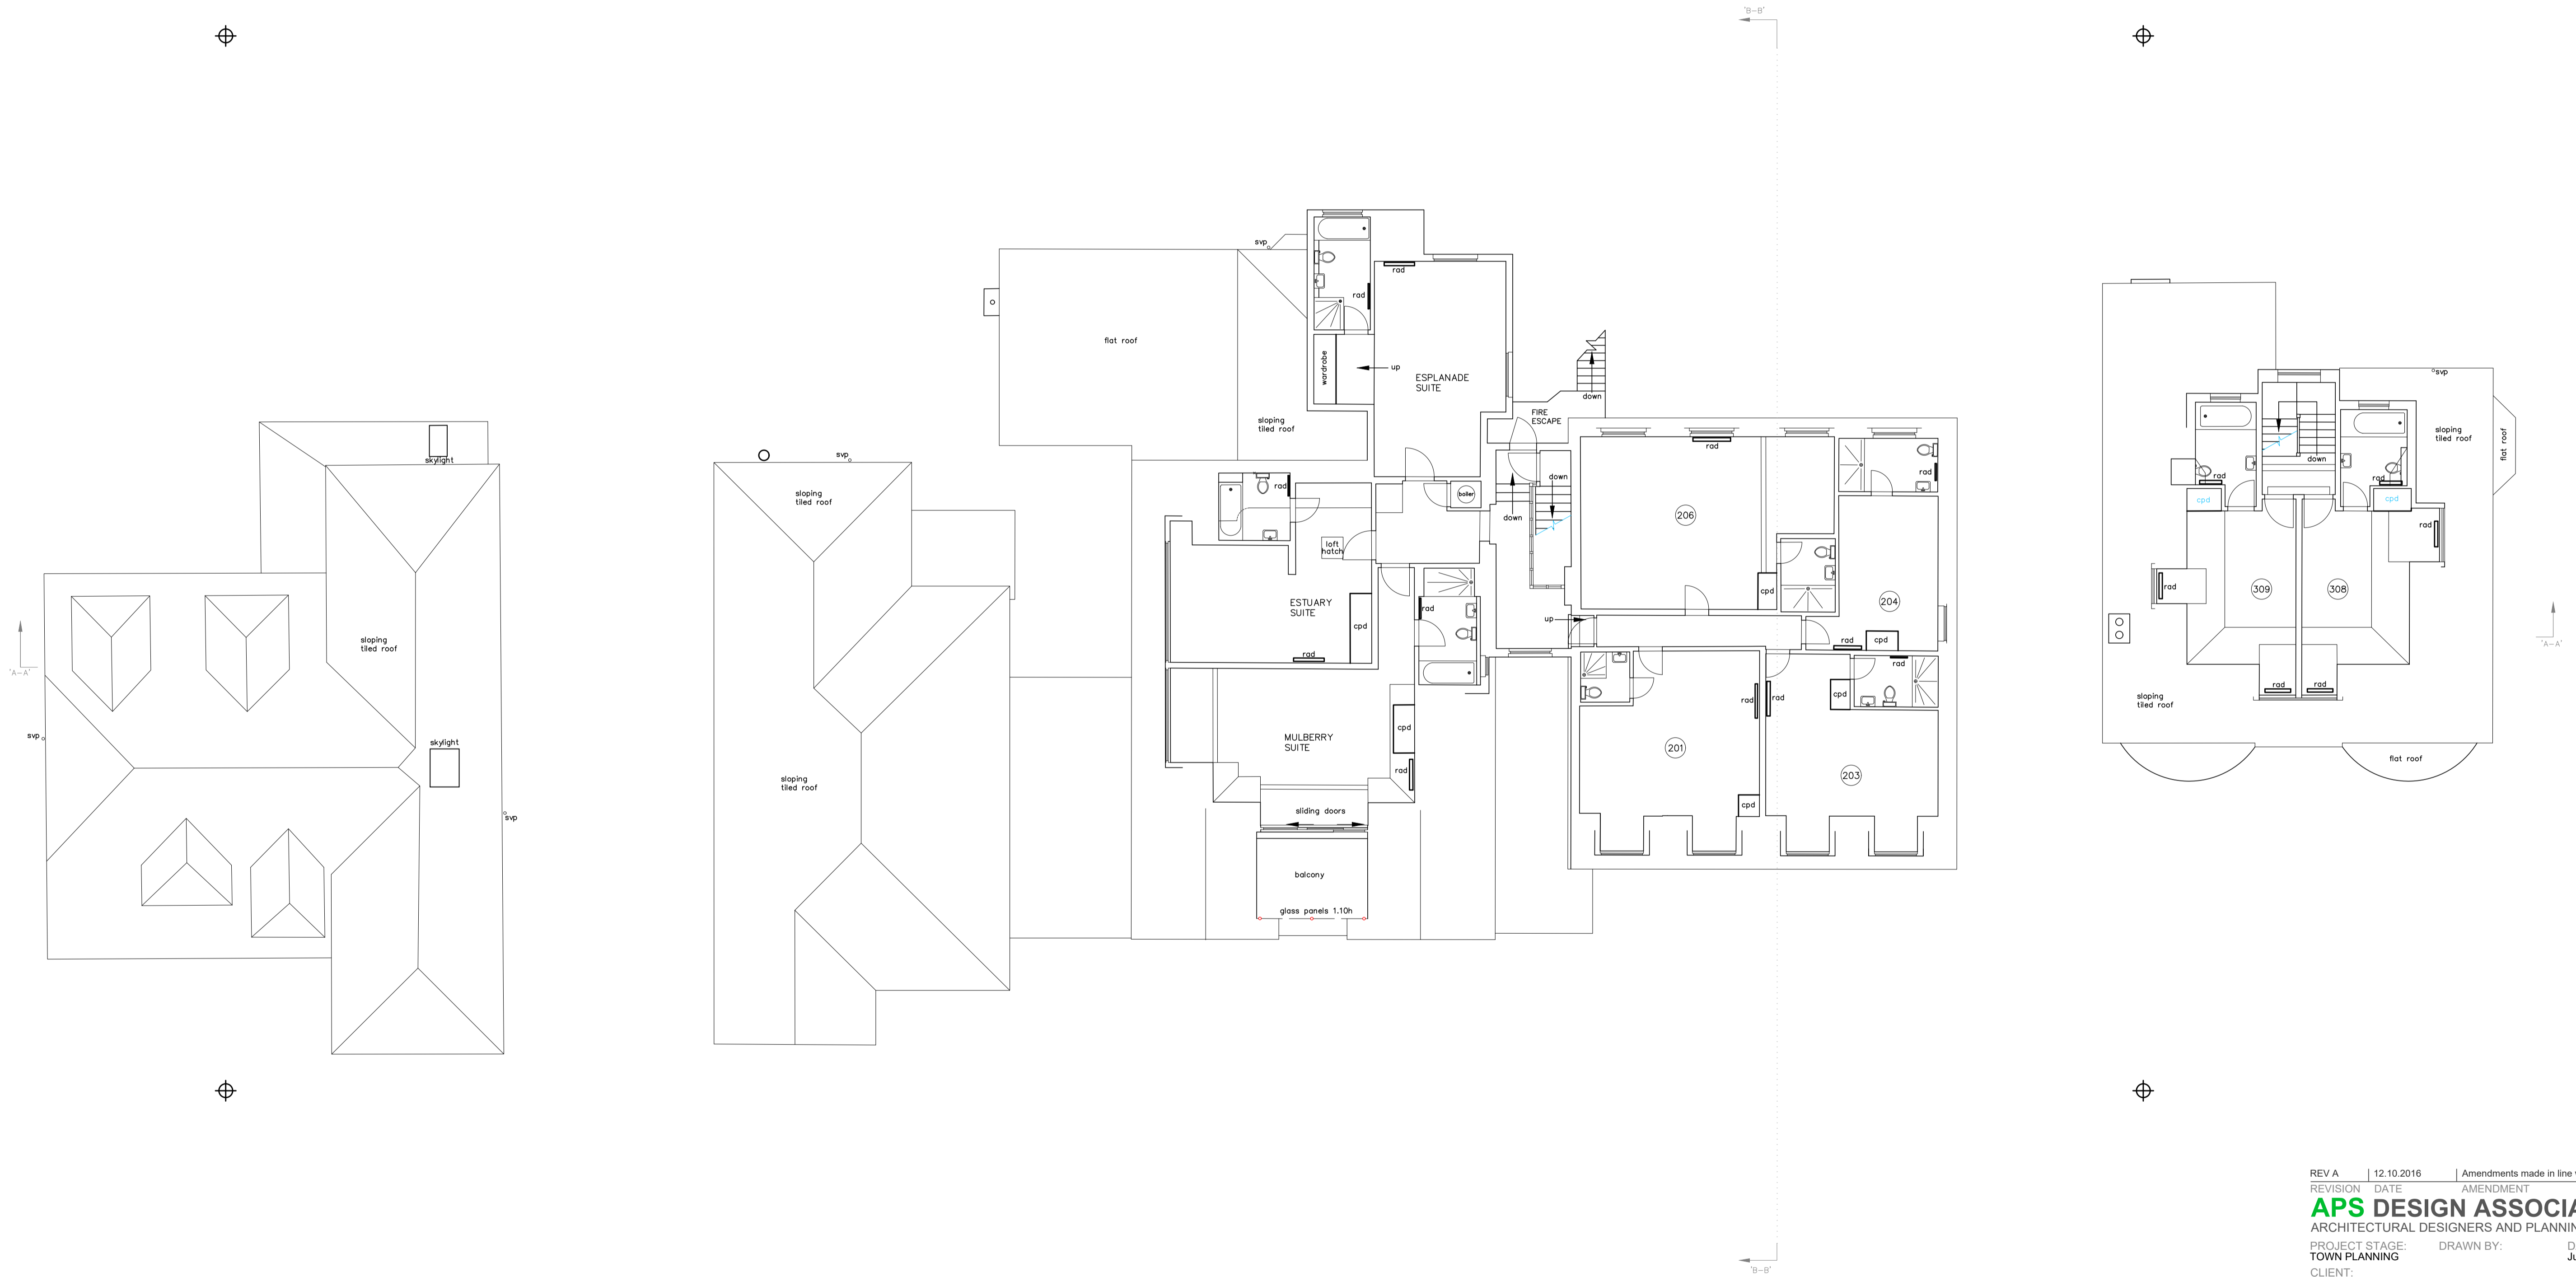 "B-B"
skylight
sloping
tiled roof
"A-A"
svp
skylight
svp
svp
sloping
tiled roof
sloping
tiled roof
svp
flat roof
sloping
tiled roof
wardrobe
rad
rad
up
ESPLANADE
SUITE
FIRE
ESCAPE
down
boiler
down
down
rad
loft
hatch
ESTUARY
SUITE
cpd
rad
rad
MULBERRY
SUITE
cpd
rad
sliding doors
balcony
glass panels 1.10h
rad
206
cpd
rad
204
up
rad
cpd
rad
201
rad
rad
cpd
203
cpd
svp
sloping
tiled roof
flat roof
down
rad
rad
cpd
cpd
rad
rad
309
308
rad
rad
sloping
tiled roof
flat roof
"A-A"
"B-B"
REV A 12.10.2016 Amendments made in line
REVISION DATE AMENDMENT
APS DESIGN ASSOCIA
ARCHITECTURAL DESIGNERS AND PLANNIN
PROJECT STAGE: DRAWN BY: D
TOWN PLANNING Ju
CLIENT: